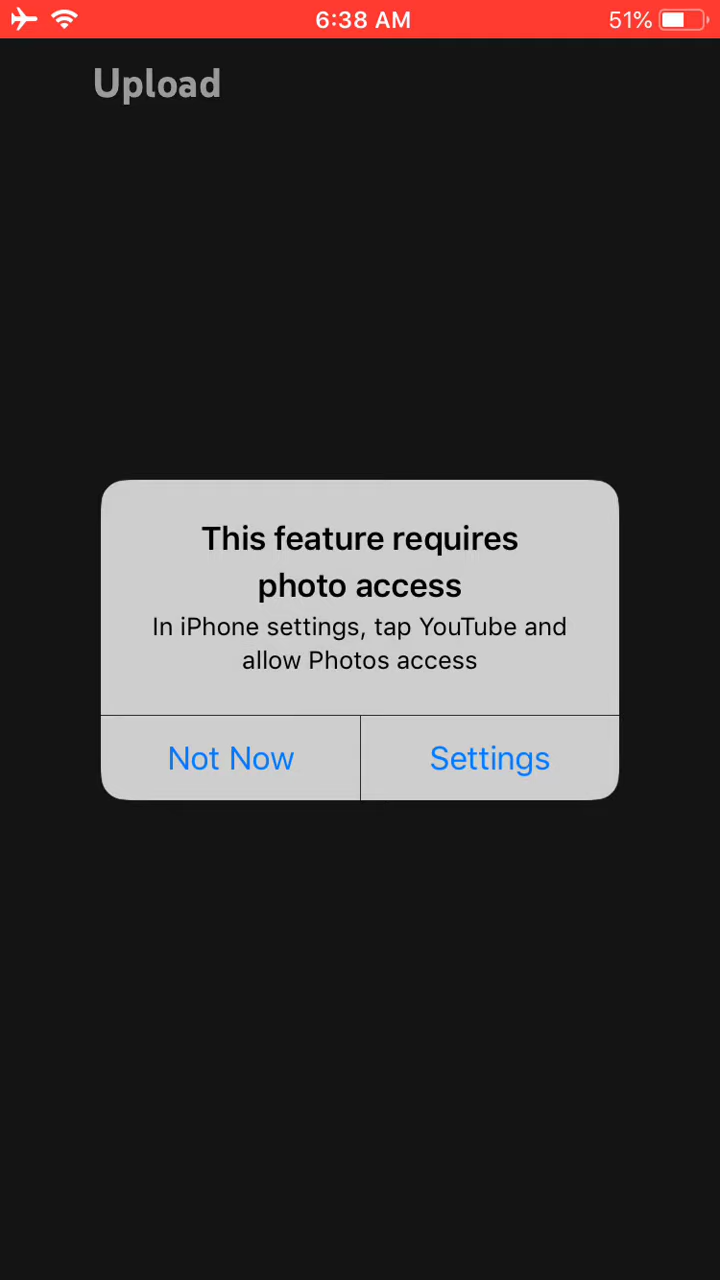 6:38 AM
51%
Upload
This feature requires
photo access
In iPhone settings, tap YouTube and
allow Photos access
Not Now
Settings